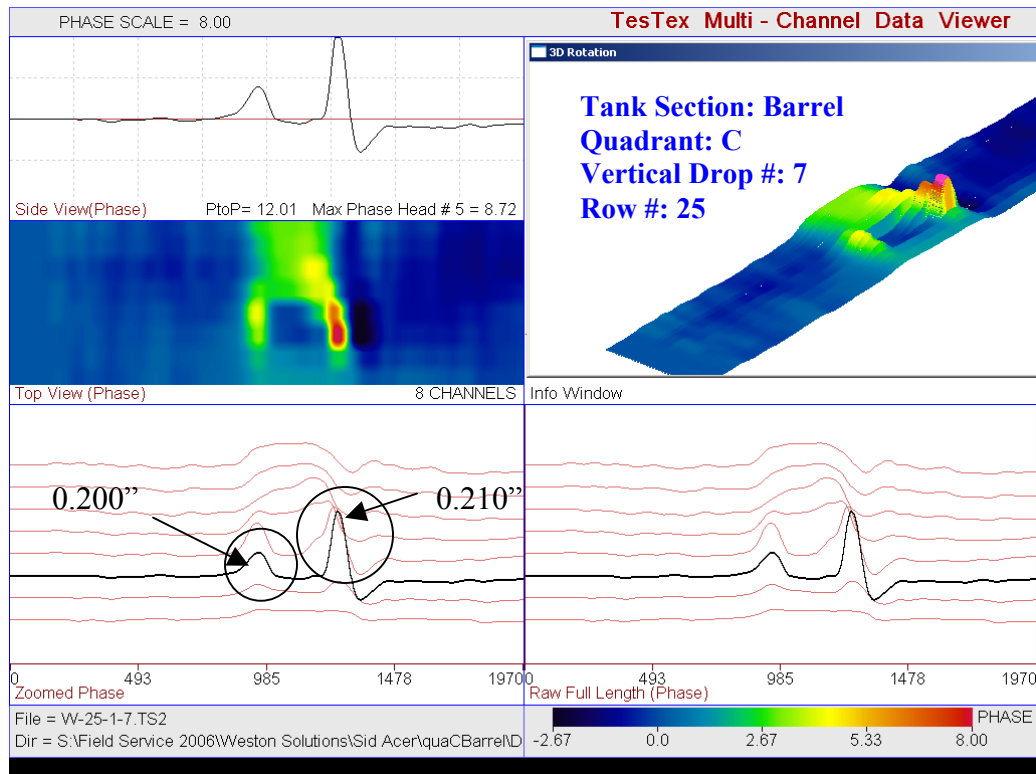 PHASE SCALE = 8.00
TesTex Multi - Channel Data Viewer
3D Rotation
Tank Section: Barrel
Quadrant: C
Vertical Drop #: 7
Row #: 25
Side View(Phase)
PtoP= 12.01 Max Phase Head # 5 = 8.72
Top View (Phase)
8 CHANNELS
Info Window
0.200”
0.210”
0 493 985 1478 1970
Zoomed Phase
0 493 985 1478 1970
Raw Full Length (Phase)
File = W-25-1-7.TS2
Dir = S:\Field Service 2006\Weston Solutions\Sid Acer\quaCBarrel\D
PHASE
-2.67 0.0 2.67 5.33 8.00